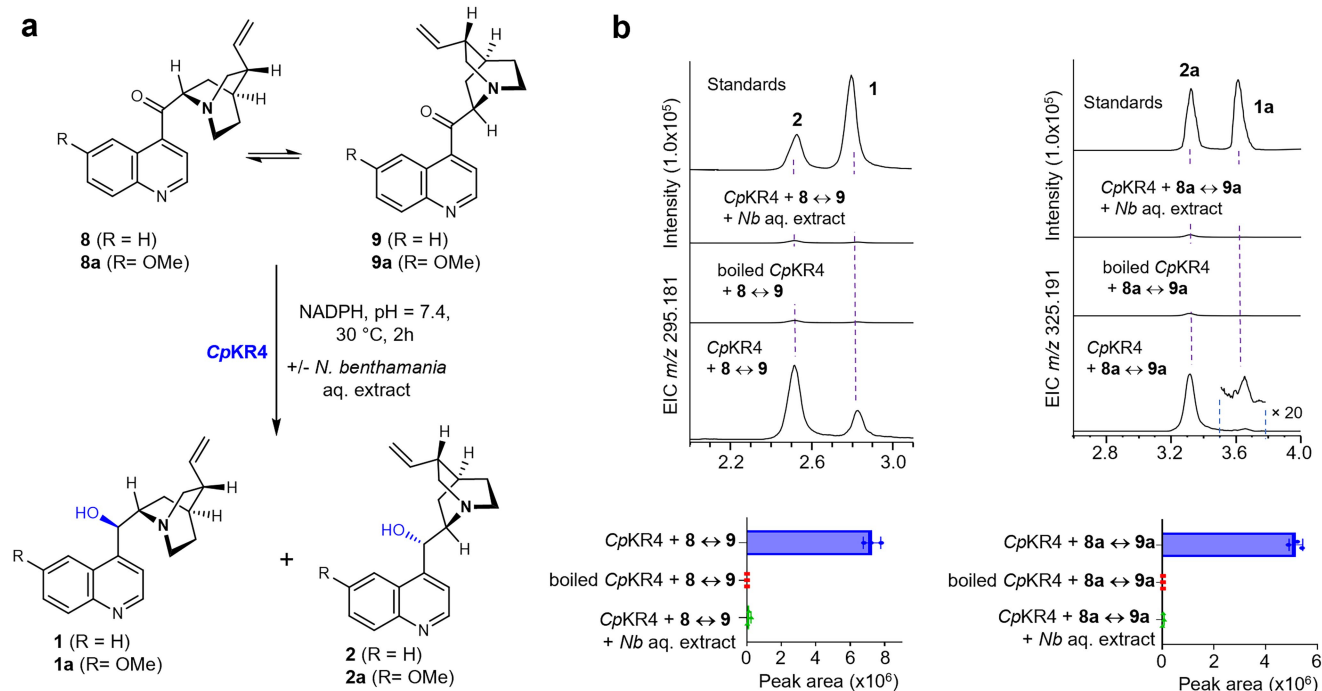 a
H
H
N
H
O
R
N
8 (R = H)
8a (R= OMe)
H
H
N
O
H
R
N
9 (R = H)
9a (R= OMe)
CpKR4
NADPH, pH = 7.4,
30 °C, 2h
+/- N. benthamania
aq. extract
H
H
HO
N
H
R
N
1 (R = H)
1a (R= OMe)
+
H
H
N
HO
H
R
N
2 (R = H)
2a (R= OMe)
b
EIC m/z 295.181 Intensity (1.0x10⁵)
Standards
2
1
CpKR4 + 8 ↔ 9
+ Nb aq. extract
boiled CpKR4
+ 8 ↔ 9
CpKR4
+ 8 ↔ 9
2.2 2.6 3.0
EIC m/z 325.191 Intensity (1.0x10⁵)
Standards
2a
1a
CpKR4 + 8a ↔ 9a
+ Nb aq. extract
boiled CpKR4
+ 8a ↔ 9a
CpKR4
+ 8a ↔ 9a
× 20
2.8 3.2 3.6 4.0
CpKR4 + 8 ↔ 9
boiled CpKR4 + 8 ↔ 9
CpKR4 + 8 ↔ 9
+ Nb aq. extract
0 2 4 6 8
Peak area (x10⁶)
CpKR4 + 8a ↔ 9a
boiled CpKR4 + 8a ↔ 9a
CpKR4 + 8a ↔ 9a
+ Nb aq. extract
0 2 4 6
Peak area (x10⁶)